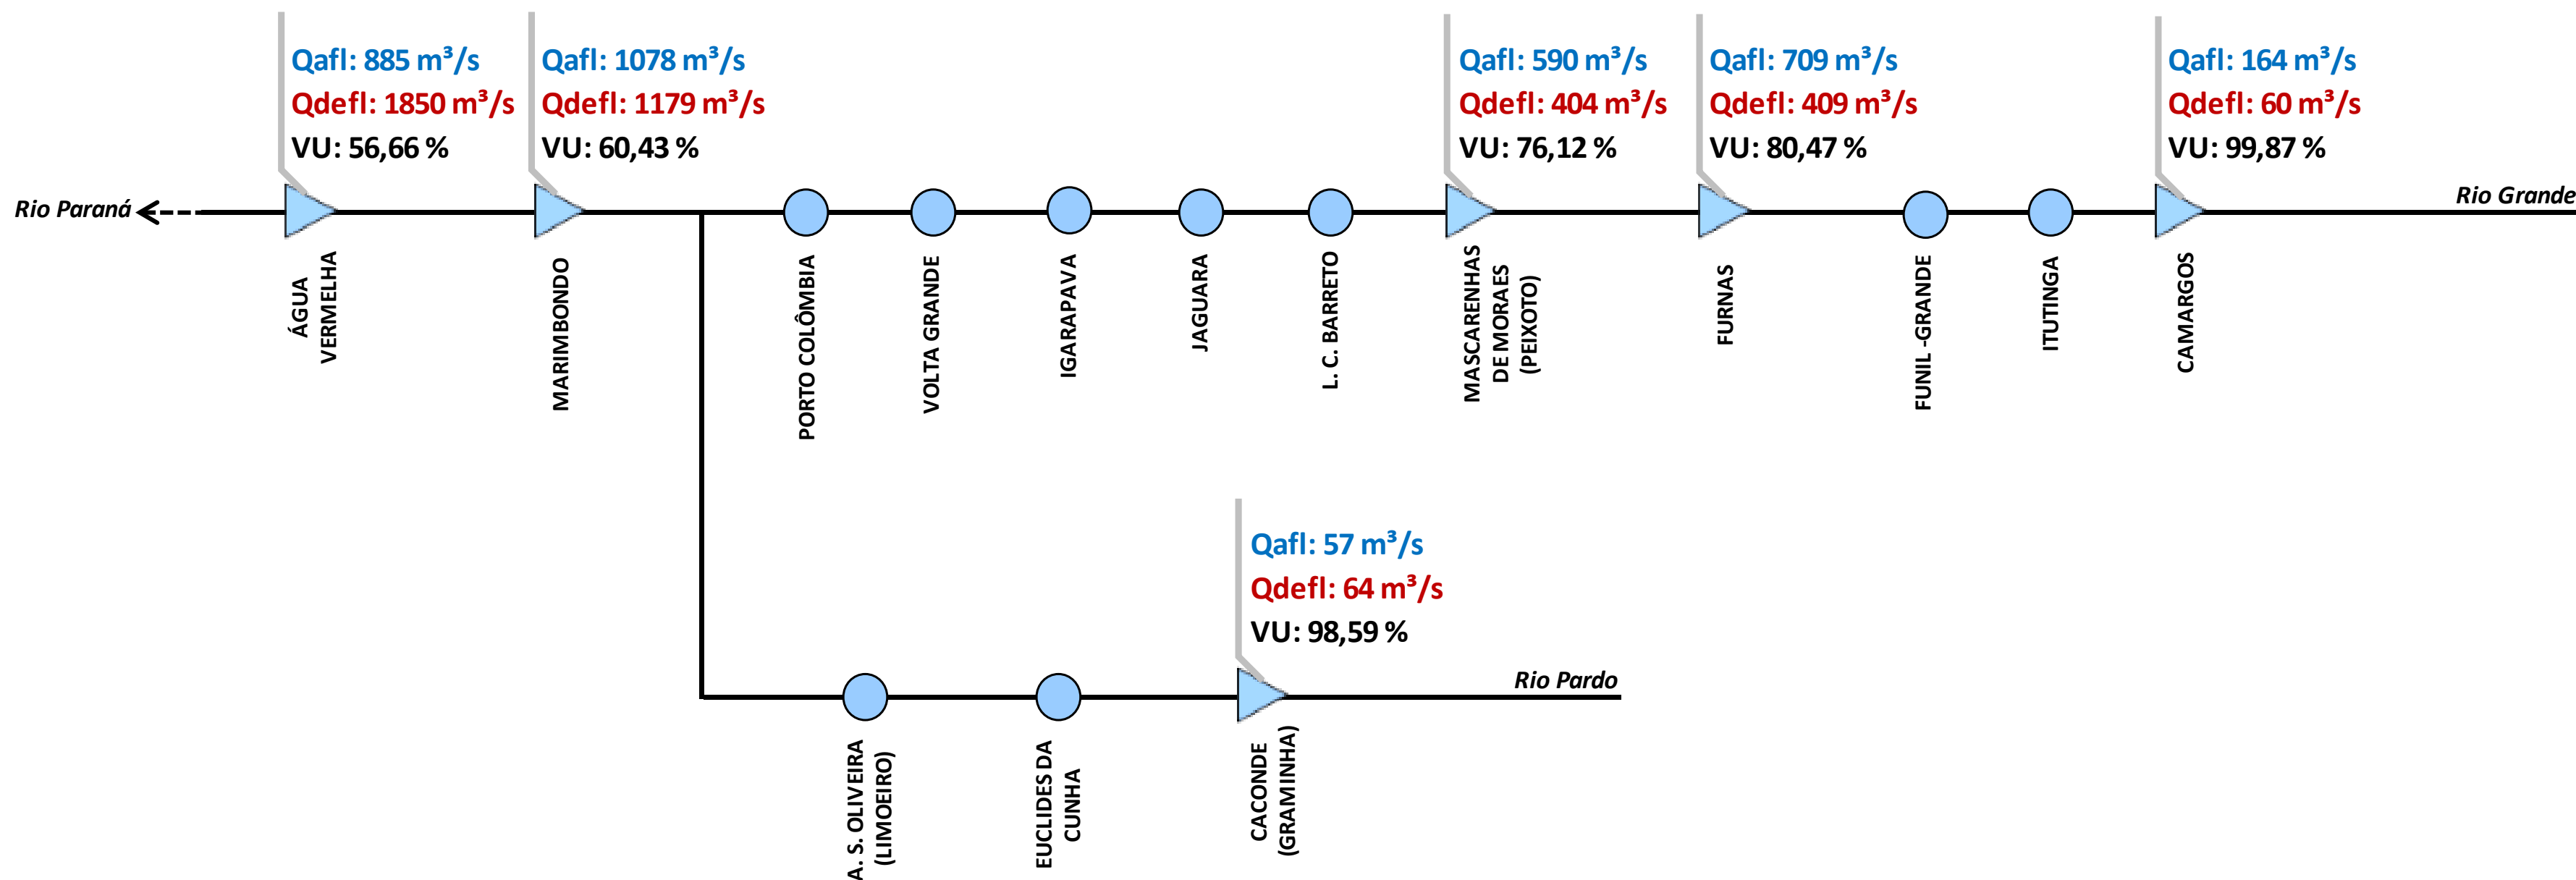 Qafl: 885 m³/s
Qdefl: 1850 m³/s
VU: 56,66 %
Qafl: 1078 m³/s
Qdefl: 1179 m³/s
VU: 60,43 %
Qafl: 590 m³/s
Qdefl: 404 m³/s
VU: 76,12 %
Qafl: 709 m³/s
Qdefl: 409 m³/s
VU: 80,47 %
Qafl: 164 m³/s
Qdefl: 60 m³/s
VU: 99,87 %
Rio Paraná
Rio Grande
ÁGUA
VERMELHA
MARIMBONDO
PORTO COLÔMBIA
VOLTA GRANDE
IGARAPAVA
JAGUARA
L. C. BARRETO
MASCARENHAS
DE MORAES
(PEIXOTO)
FURNAS
FUNIL -GRANDE
ITUTINGA
CAMARGOS
Qafl: 57 m³/s
Qdefl: 64 m³/s
VU: 98,59 %
Rio Pardo
A. S. OLIVEIRA
(LIMOEIRO)
EUCLIDES DA
CUNHA
CACONDE
(GRAMINHA)